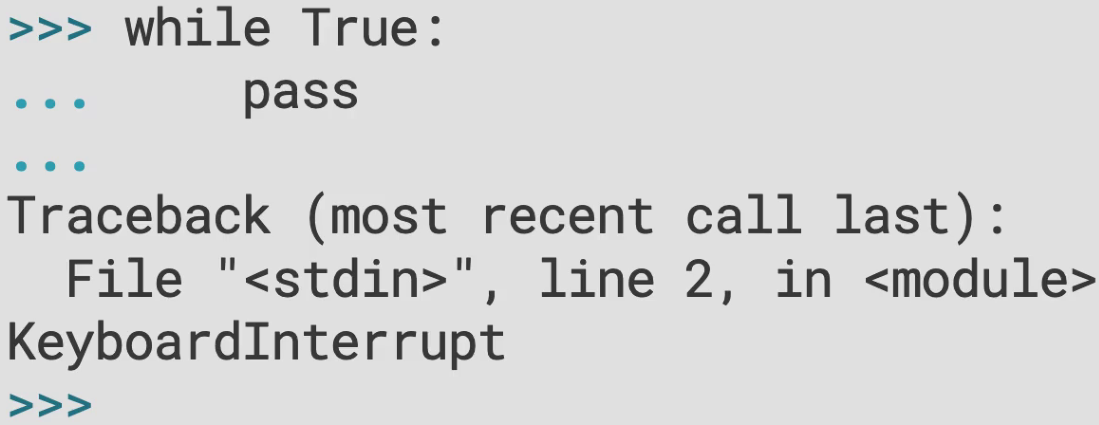 >>> while True:
...     pass
...
Traceback (most recent call last):
  File "<stdin>", line 2, in <module>
KeyboardInterrupt
>>>